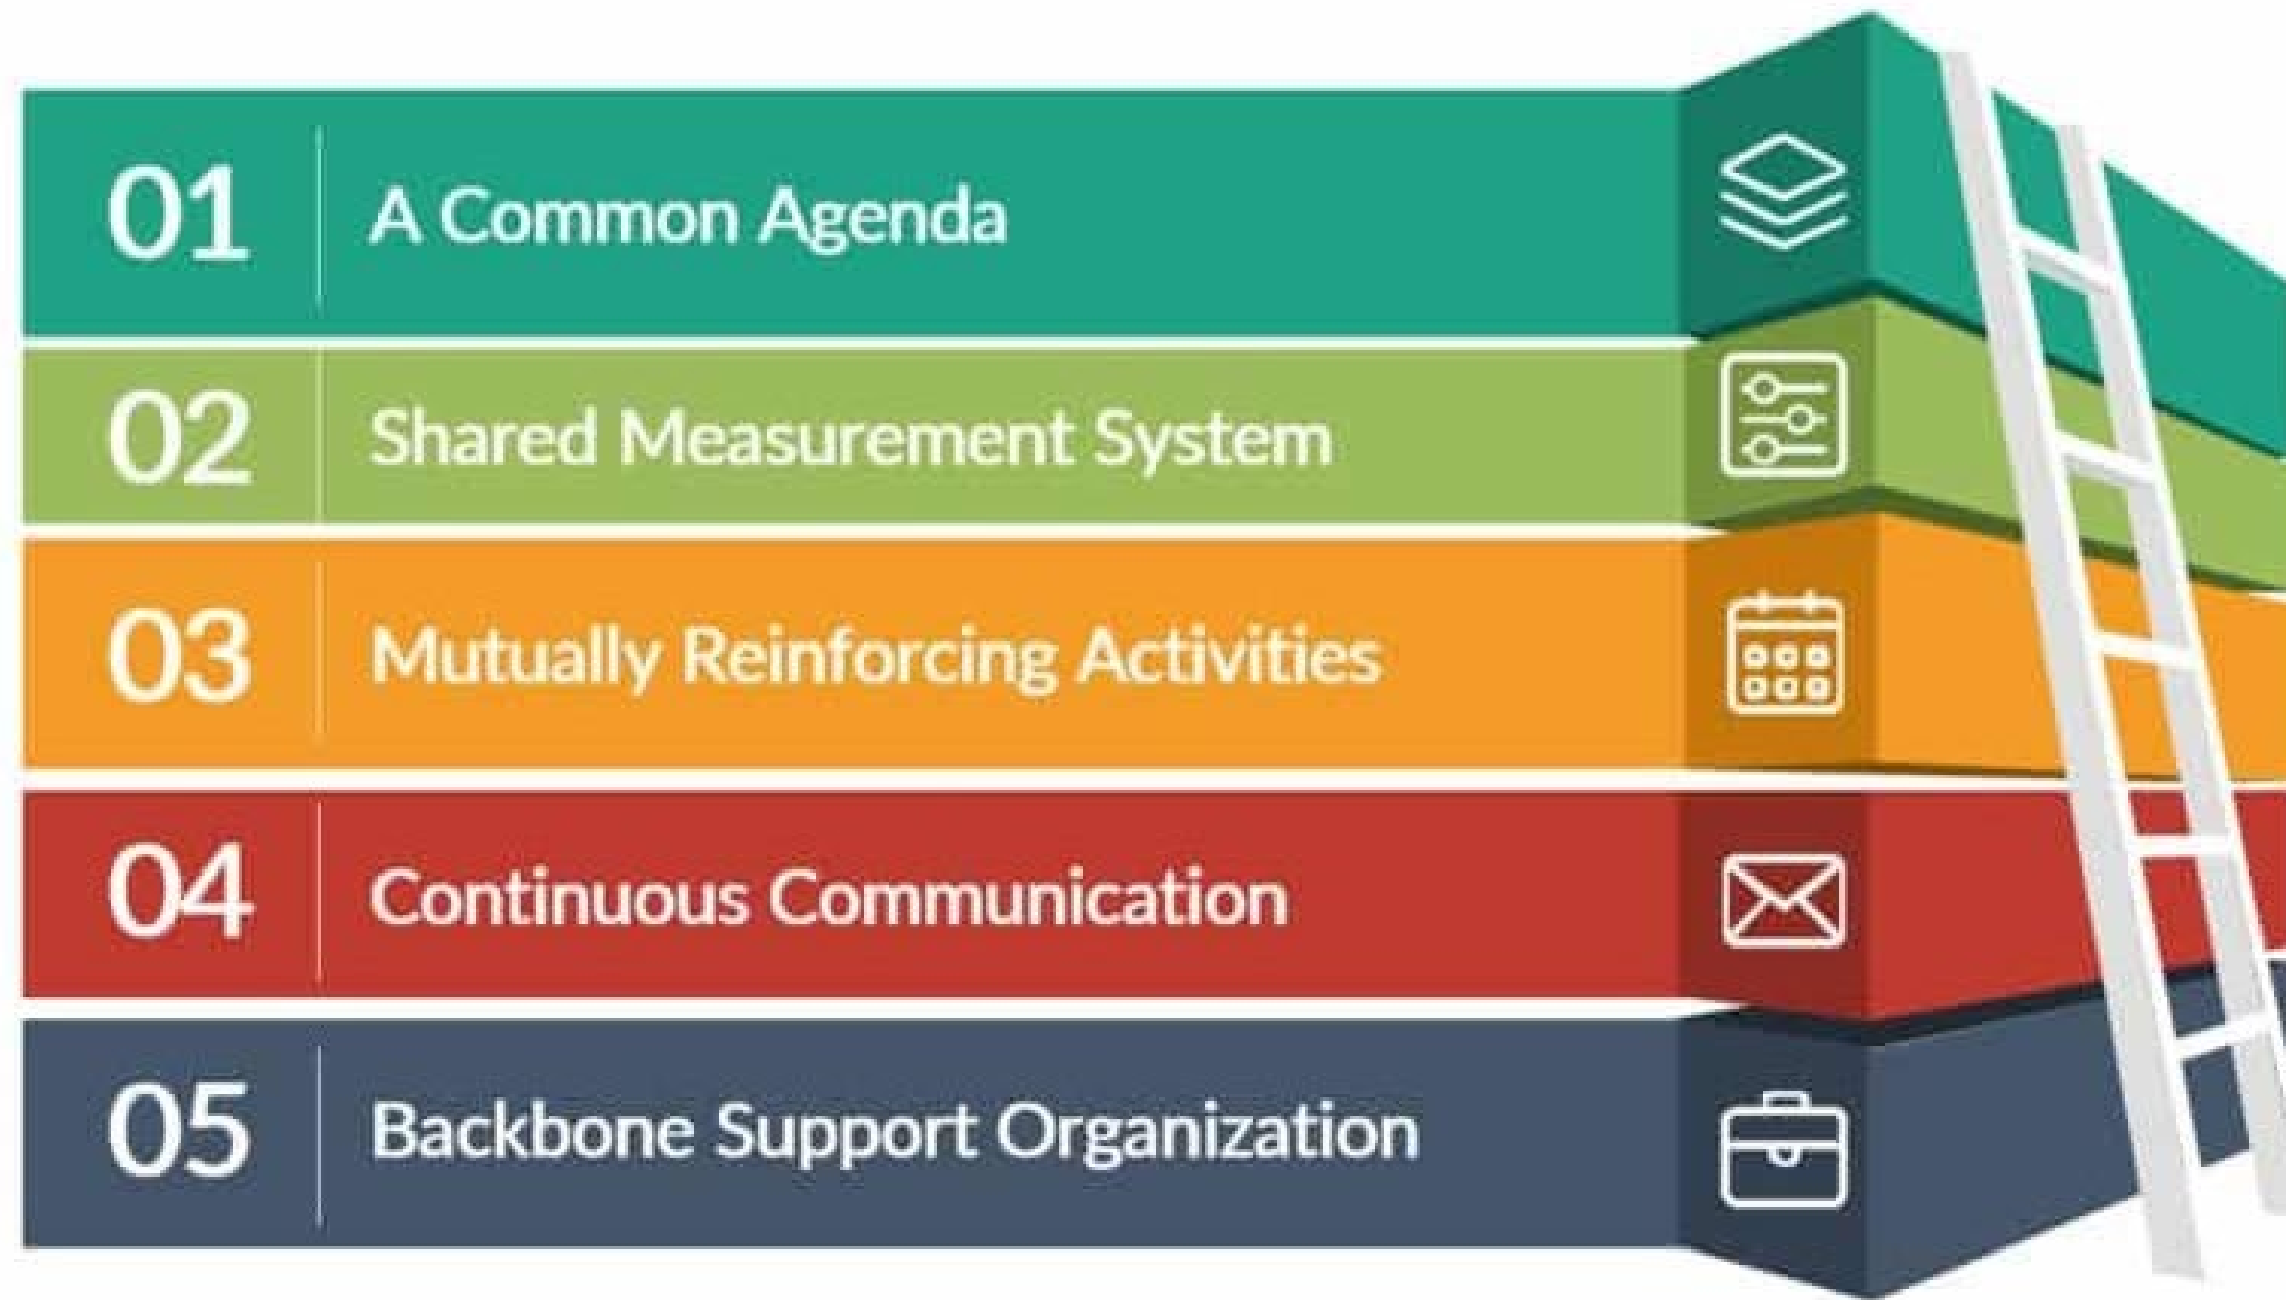 01 A Common Agenda
02 Shared Measurement System
03 Mutually Reinforcing Activities
04 Continuous Communication
05 Backbone Support Organization